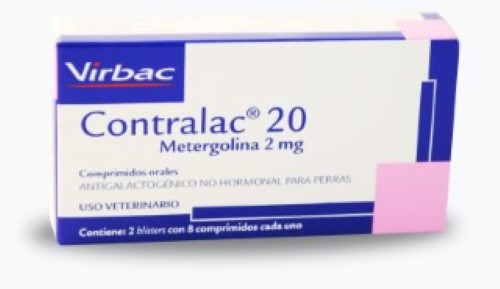 Virbac
Contralac® 20
Metergolina 2 mg
Comprimidos orales
ANTIGALACTOGÉNICO NO HORMONAL PARA PERRAS
USO VETERINARIO
Contiene: 2 blísters con 8 comprimidos cada uno